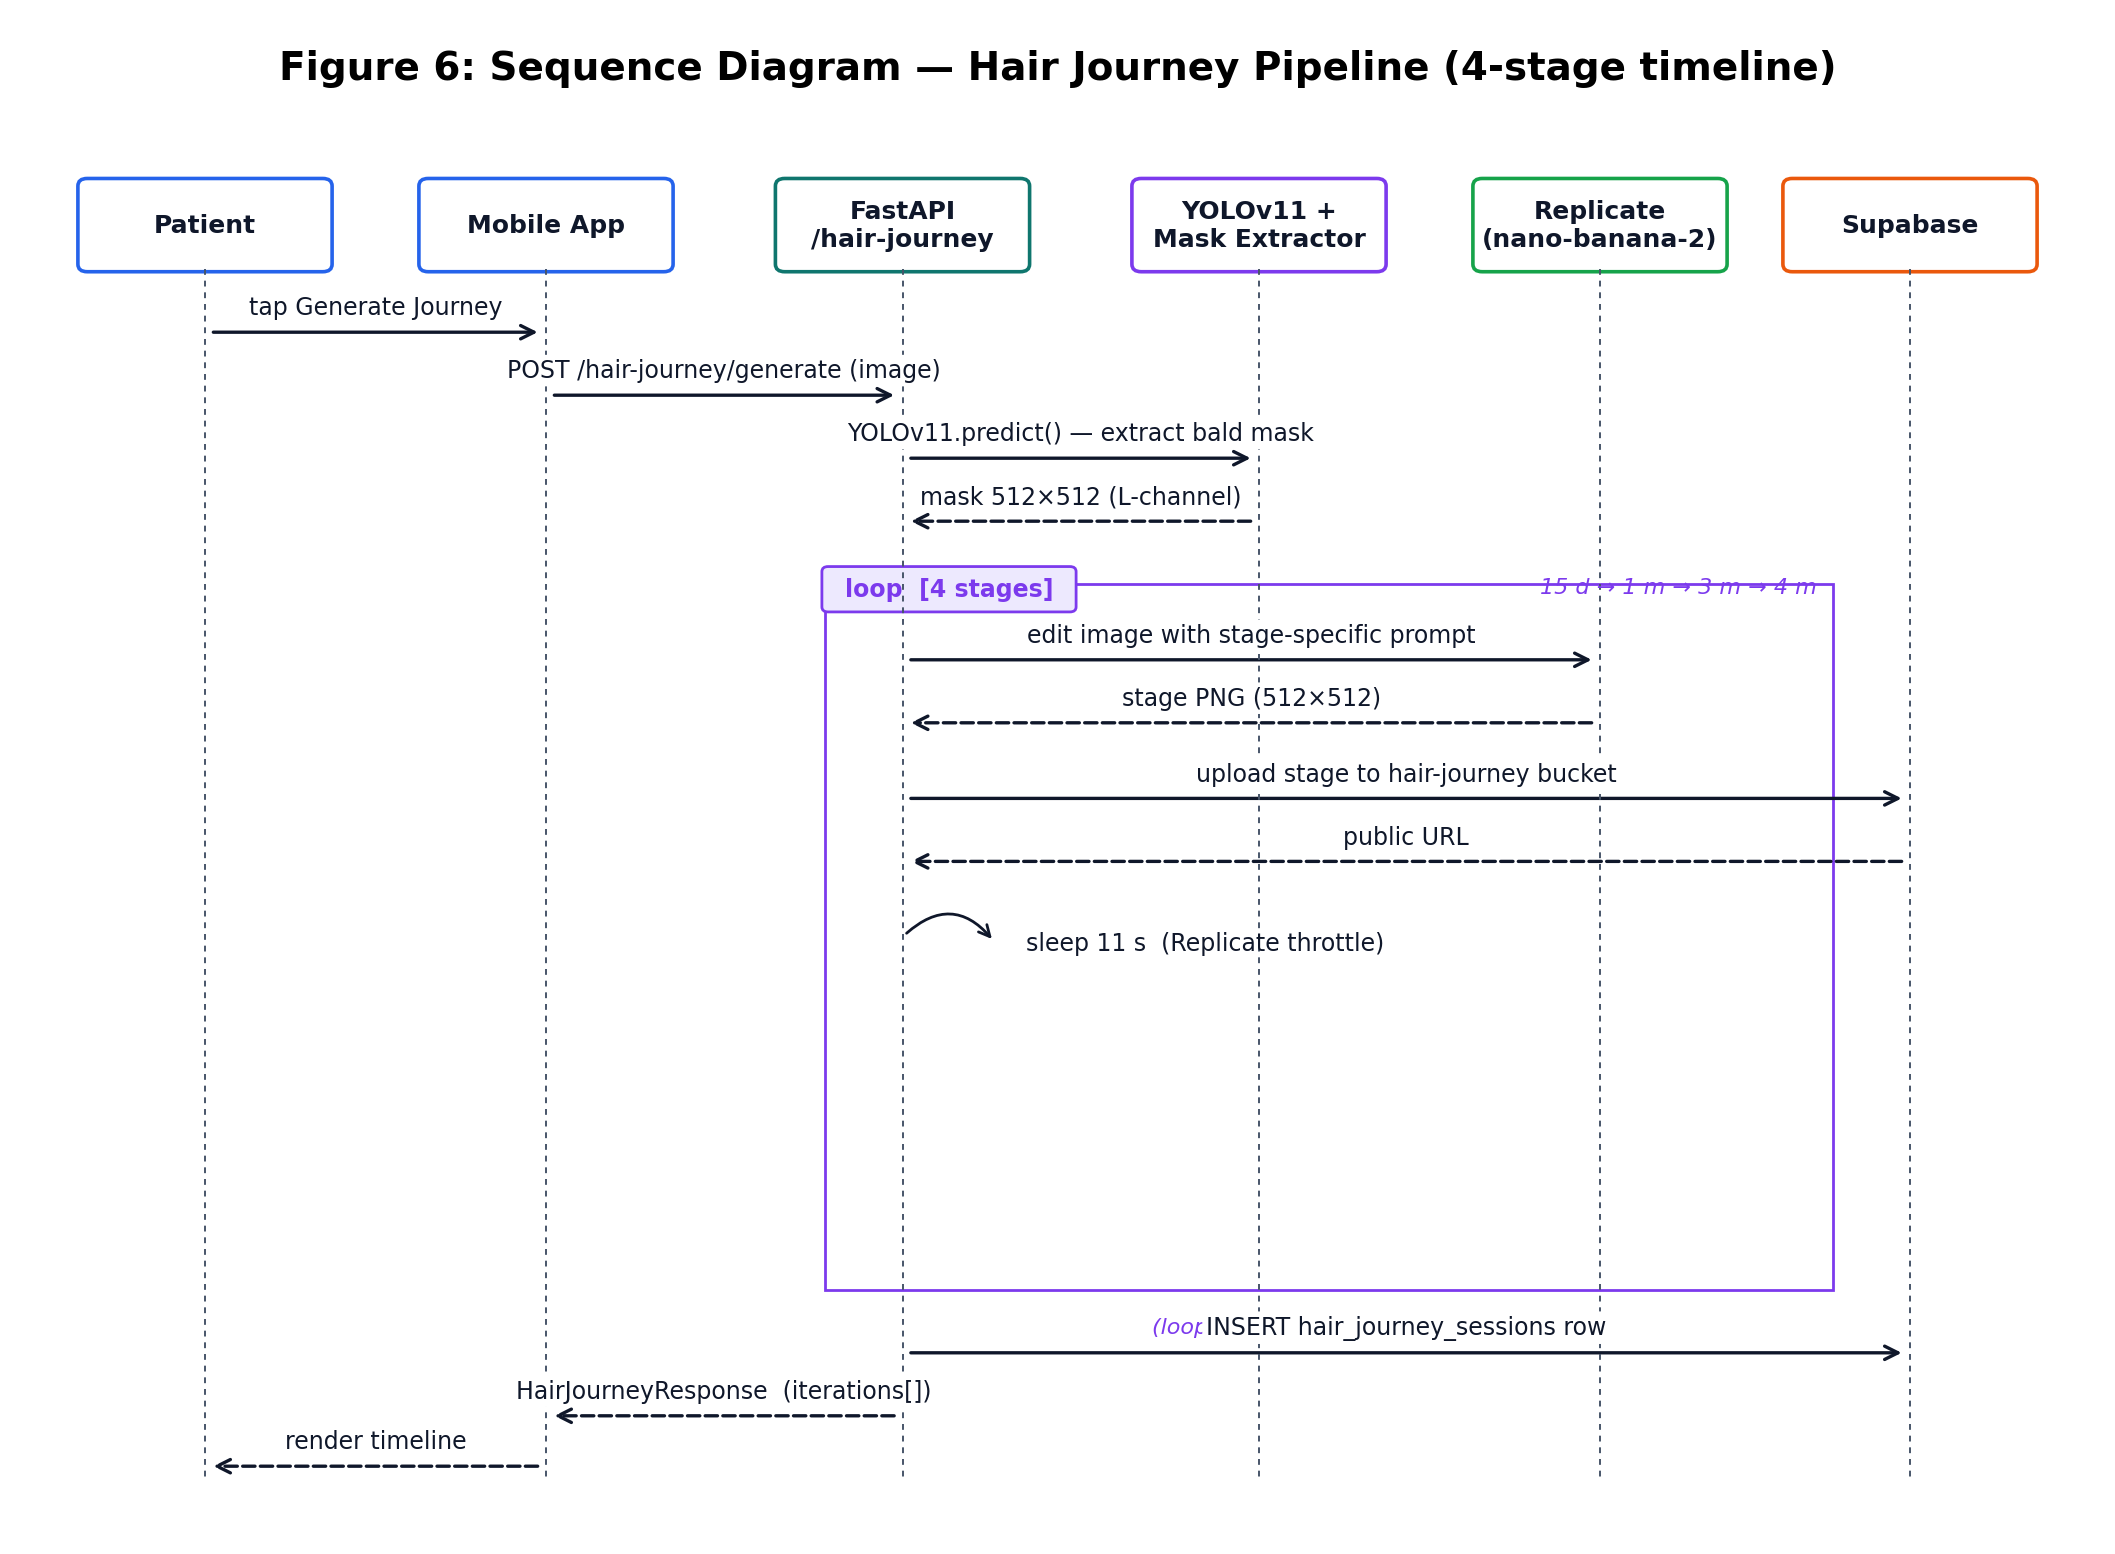 Figure 6: Sequence Diagram — Hair Journey Pipeline (4-stage timeline)
Patient
Mobile App
FastAPI
/hair-journey
YOLOv11 +
Mask Extractor
Replicate
(nano-banana-2)
Supabase
tap Generate Journey
POST /hair-journey/generate (image)
YOLOv11.predict() — extract bald mask
mask 512×512 (L-channel)
loop  [4 stages]
15 d → 1 m → 3 m → 4 m
edit image with stage-specific prompt
stage PNG (512×512)
upload stage to hair-journey bucket
public URL
sleep 11 s  (Replicate throttle)
(loop
INSERT hair_journey_sessions row
HairJourneyResponse  (iterations[])
render timeline